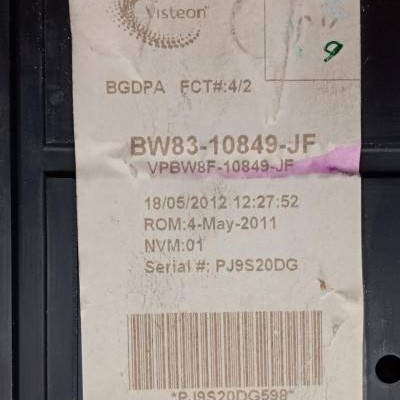 Visteon
9
BGDPA FCT#:4/2
BW83-10849-JF
VPBW8F-10849-JF
18/05/2012 12:27:52
ROM:4-May-2011
NVM:01
Serial #: PJ9S20DG
*PJ9S20DG598*